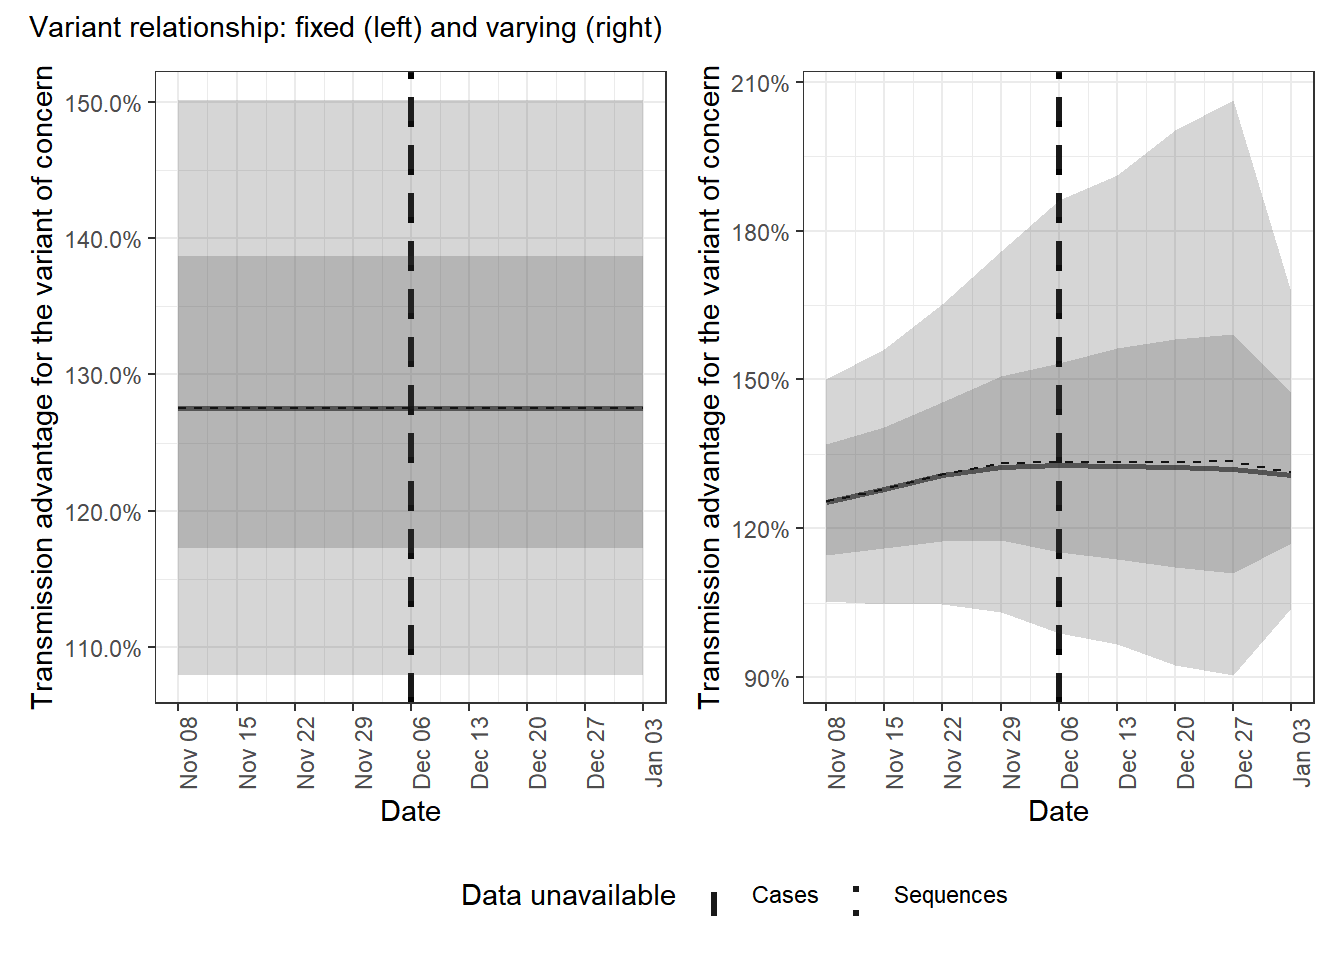 Variant relationship: fixed (left) and varying (right)
Transmission advantage for the variant of concern
150.0%
140.0%
130.0%
120.0%
110.0%
Nov 08
Nov 15
Nov 22
Nov 29
Dec 06
Dec 13
Dec 20
Dec 27
Jan 03
Date
Transmission advantage for the variant of concern
210%
180%
150%
120%
90%
Nov 08
Nov 15
Nov 22
Nov 29
Dec 06
Dec 13
Dec 20
Dec 27
Jan 03
Date
Data unavailable Cases Sequences